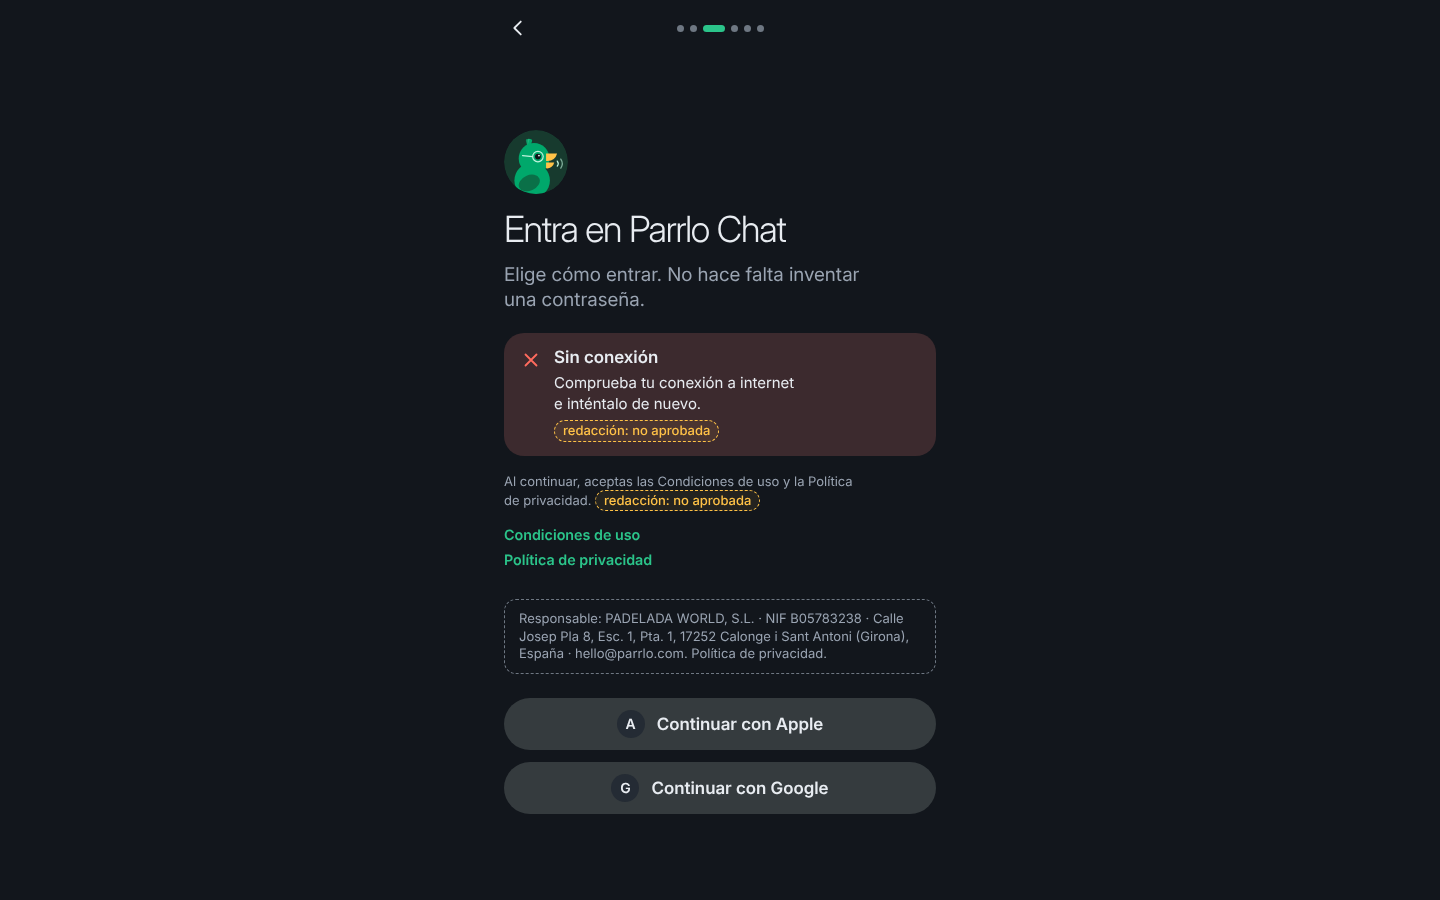 Entra en Parrlo Chat
Elige cómo entrar. No hace falta inventar
una contraseña.
Sin conexión
Comprueba tu conexión a internet
e inténtalo de nuevo.
redacción: no aprobada
Al continuar, aceptas las Condiciones de uso y la Política
de privacidad. redacción: no aprobada
Condiciones de uso
Política de privacidad
Responsable: PADELADA WORLD, S.L. · NIF B05783238 · Calle
Josep Pla 8, Esc. 1, Pta. 1, 17252 Calonge i Sant Antoni (Girona),
España · hello@parrlo.com. Política de privacidad.
A Continuar con Apple
G Continuar con Google